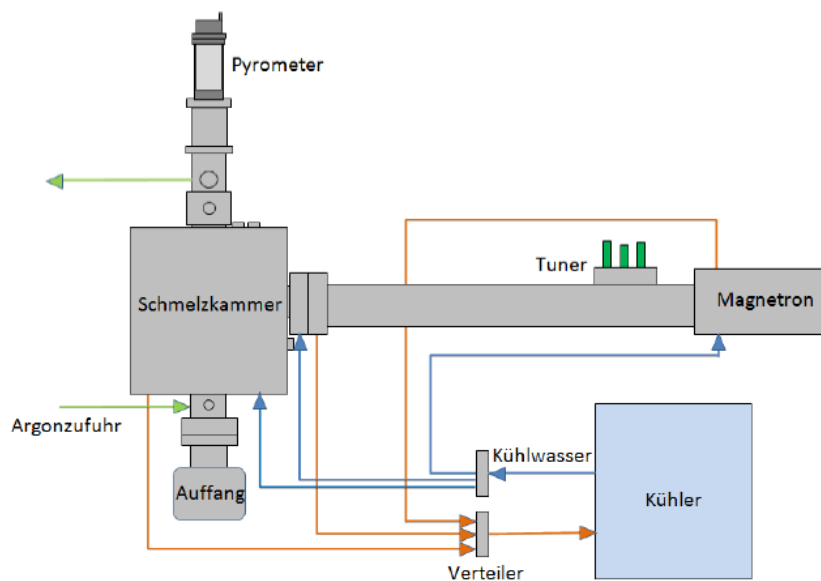 Pyrometer
Tuner
Schmelzkammer
Magnetron
Argonzufuhr
Kühlwasser
Auffang
Kühler
Verteiler